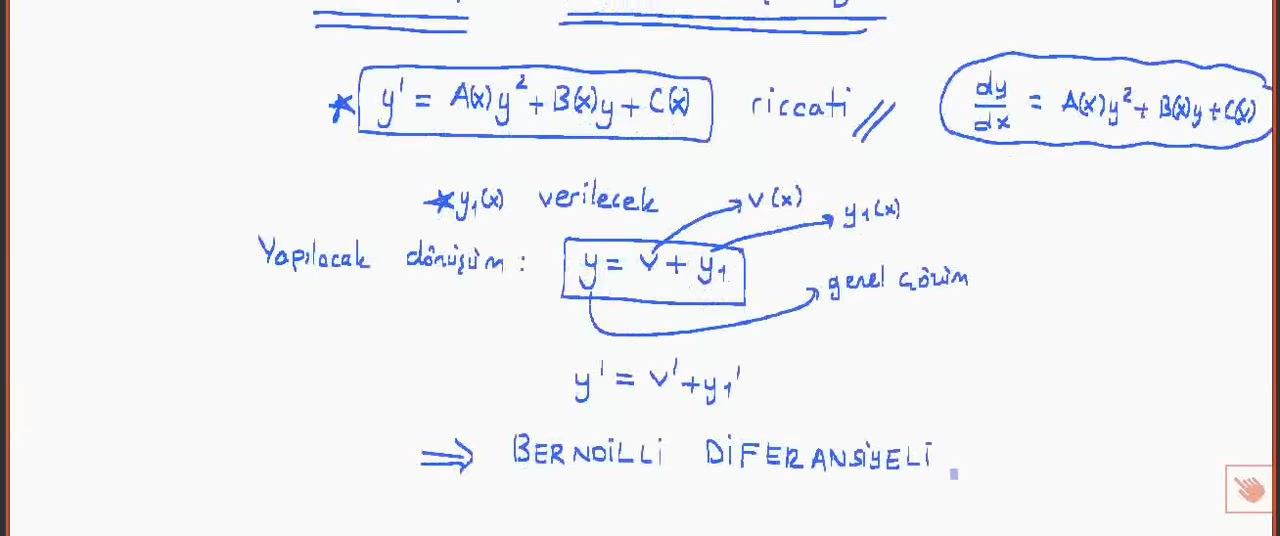 * y' = A(x)y² + B(x)y + C(x) riccati // dy/dx = A(x)y² + B(x)y + C(x)
* y₁(x) verilecek v(x)
y₁(x)
Yapılacak dönüşüm : y = v + y₁
genel çözüm
y' = v' + y₁'
⇒ BERNOİLLİ DİFERANSİYELİ